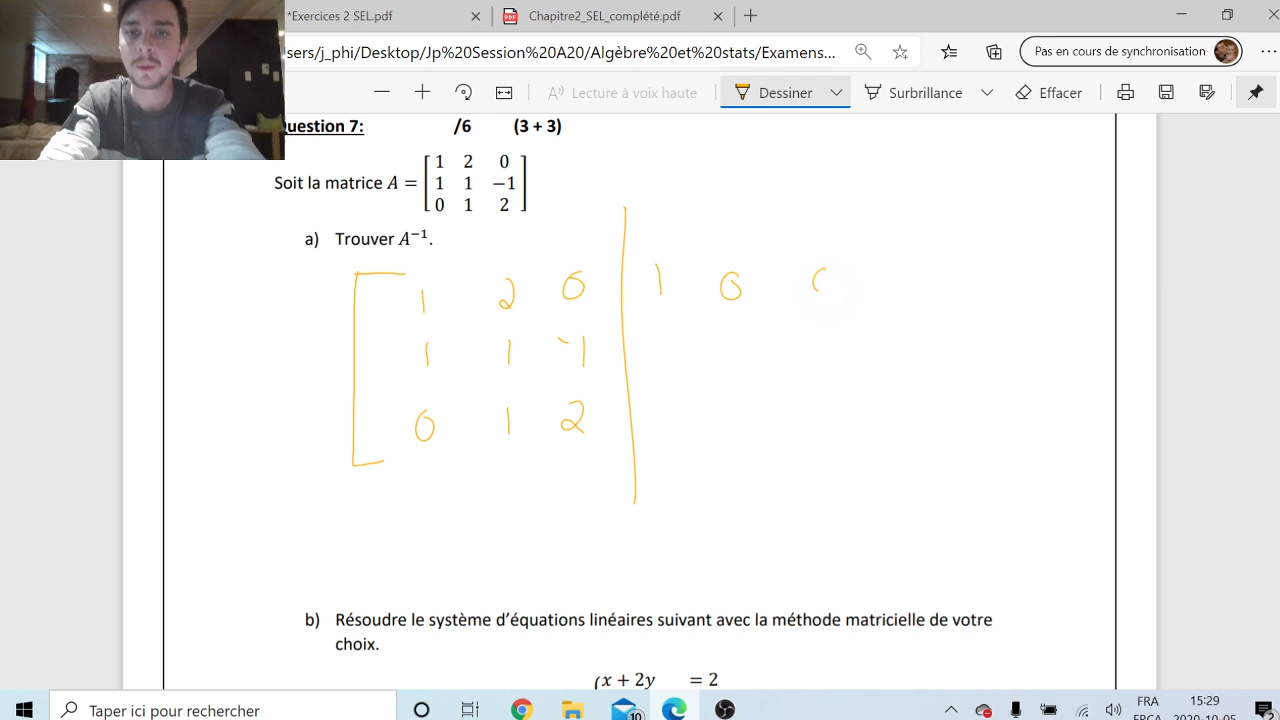 *Exercices 2 SEL.pdf
Chapitre2_SEL_complété.pdf
sers/j_phi/Desktop/Jp%20Session%20A20/Algèbre%20et%20stats/Examens...
Pas en cours de synchronisation
Lecture à voix haute
Dessiner
Surbrillance
Effacer
uestion 7: /6 (3 + 3)
1 2 0
Soit la matrice A = 1 1 −1
0 1 2
a) Trouver A⁻¹.
1 2 0 1 0
1 1 -1
0 1 2
b) Résoudre le système d’équations linéaires suivant avec la méthode matricielle de votre
choix.
x + 2y = 2
Taper ici pour rechercher
10
FRA
15:29